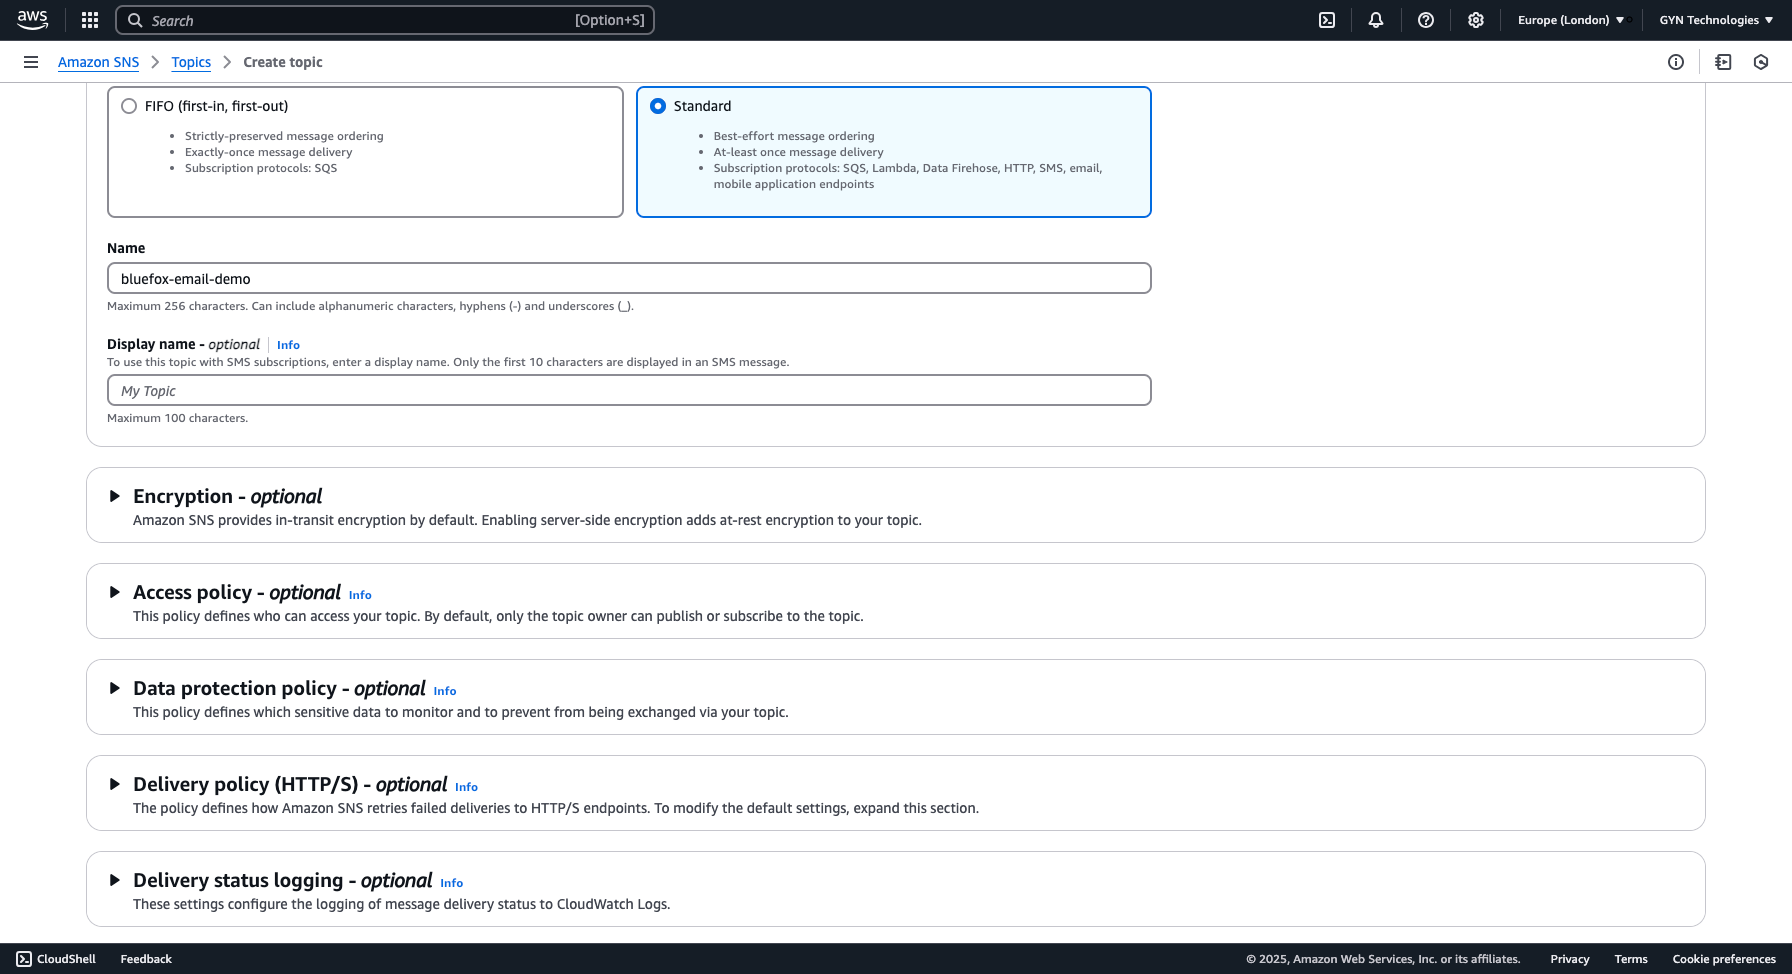 aws
Search [Option+S] Europe (London) GYN Technologies
Amazon SNS Topics Create topic
FIFO (first-in, first-out)
Strictly-preserved message ordering
Exactly-once message delivery
Subscription protocols: SQS
Standard
Best-effort message ordering
At-least once message delivery
Subscription protocols: SQS, Lambda, Data Firehose, HTTP, SMS, email,
mobile application endpoints
Name
bluefox-email-demo
Maximum 256 characters. Can include alphanumeric characters, hyphens (-) and underscores (_).
Display name - optional Info
To use this topic with SMS subscriptions, enter a display name. Only the first 10 characters are displayed in an SMS message.
My Topic
Maximum 100 characters.
Encryption - optional
Amazon SNS provides in-transit encryption by default. Enabling server-side encryption adds at-rest encryption to your topic.
Access policy - optional Info
This policy defines who can access your topic. By default, only the topic owner can publish or subscribe to the topic.
Data protection policy - optional Info
This policy defines which sensitive data to monitor and to prevent from being exchanged via your topic.
Delivery policy (HTTP/S) - optional Info
The policy defines how Amazon SNS retries failed deliveries to HTTP/S endpoints. To modify the default settings, expand this section.
Delivery status logging - optional Info
These settings configure the logging of message delivery status to CloudWatch Logs.
CloudShell Feedback © 2025, Amazon Web Services, Inc. or its affiliates. Privacy Terms Cookie preferences